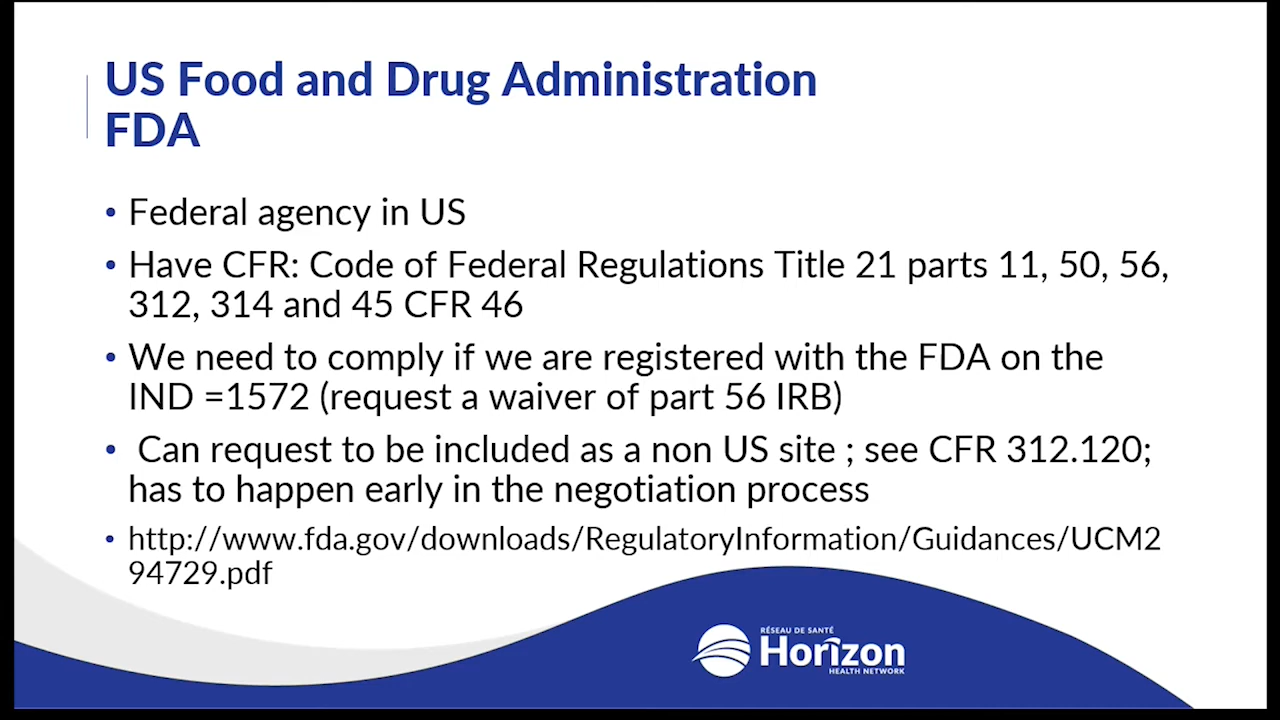 US Food and Drug Administration
FDA
• Federal agency in US
• Have CFR: Code of Federal Regulations Title 21 parts 11, 50, 56,
312, 314 and 45 CFR 46
• We need to comply if we are registered with the FDA on the
IND =1572 (request a waiver of part 56 IRB)
• Can request to be included as a non US site ; see CFR 312.120;
has to happen early in the negotiation process
• http://www.fda.gov/downloads/RegulatoryInformation/Guidances/UCM2
94729.pdf
RÉSEAU DE SANTÉ
Horizon
HEALTH NETWORK